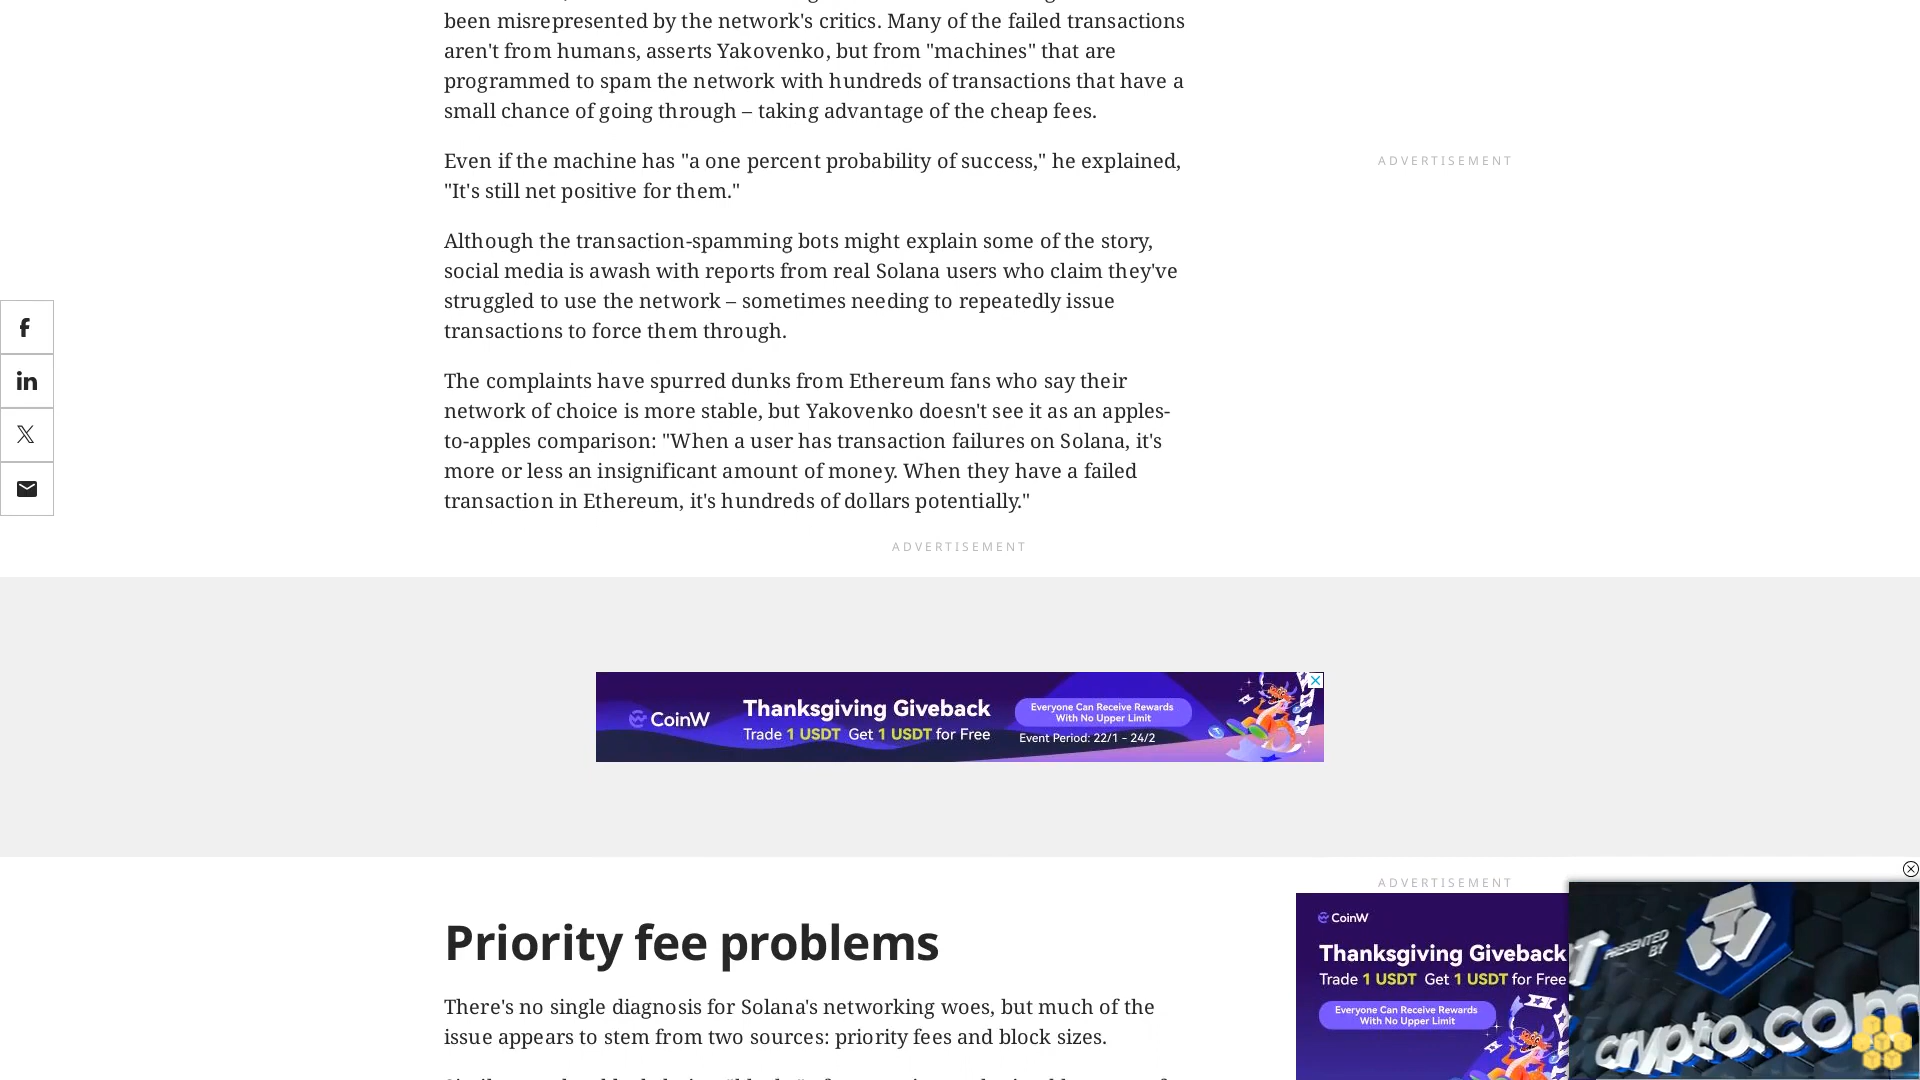 been misrepresented by the network's critics. Many of the failed transactions
aren't from humans, asserts Yakovenko, but from "machines" that are
programmed to spam the network with hundreds of transactions that have a
small chance of going through – taking advantage of the cheap fees.
Even if the machine has "a one percent probability of success," he explained,
"It's still net positive for them."
ADVERTISEMENT
Although the transaction-spamming bots might explain some of the story,
social media is awash with reports from real Solana users who claim they've
struggled to use the network – sometimes needing to repeatedly issue
transactions to force them through.
The complaints have spurred dunks from Ethereum fans who say their
network of choice is more stable, but Yakovenko doesn't see it as an apples-
to-apples comparison: "When a user has transaction failures on Solana, it's
more or less an insignificant amount of money. When they have a failed
transaction in Ethereum, it's hundreds of dollars potentially."
ADVERTISEMENT
CoinW
Thanksgiving Giveback
Trade 1 USDT Get 1 USDT for Free
Everyone Can Receive Rewards
With No Upper Limit
Event Period: 22/1 – 24/2
Priority fee problems
There's no single diagnosis for Solana's networking woes, but much of the
issue appears to stem from two sources: priority fees and block sizes.
ADVERTISEMENT
CoinW
Thanksgiving Giveback
Trade 1 USDT Get 1 USDT for Free
Everyone Can Receive Rewards
With No Upper Limit
PRESENTED
BY
crypto.com